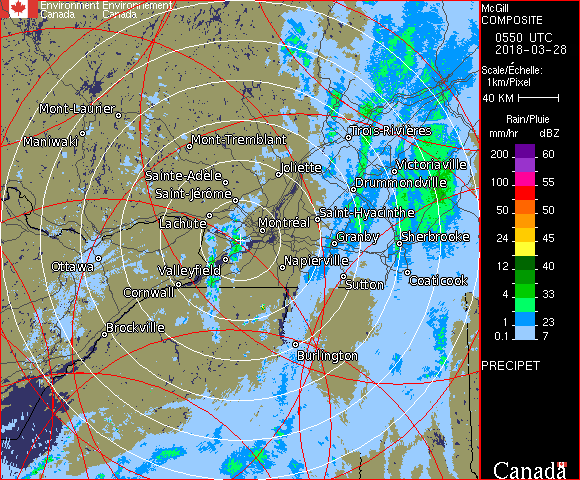 Environment Environnement
Canada Canada
McGill
COMPOSITE
0550 UTC
2018-03-28
Scale/Échelle:
1km/Pixel
40 KM
Rain/Pluie
mm/hr dBZ
200 60
100 55
50 50
24 45
12 40
4 33
1 23
0.1 7
PRECIPET
Mont-Laurier
Maniwaki
Mont-Tremblant
Trois-Rivières
Joliette
Victoriaville
Sainte-Adèle
Drummondville
Saint-Jérôme
Saint-Hyacinthe
Lachute
Montréal
Granby
Sherbrooke
Ottawa
Valleyfield
Napierville
Cornwall
Sutton
Coaticook
Brockville
Burlington
Canada